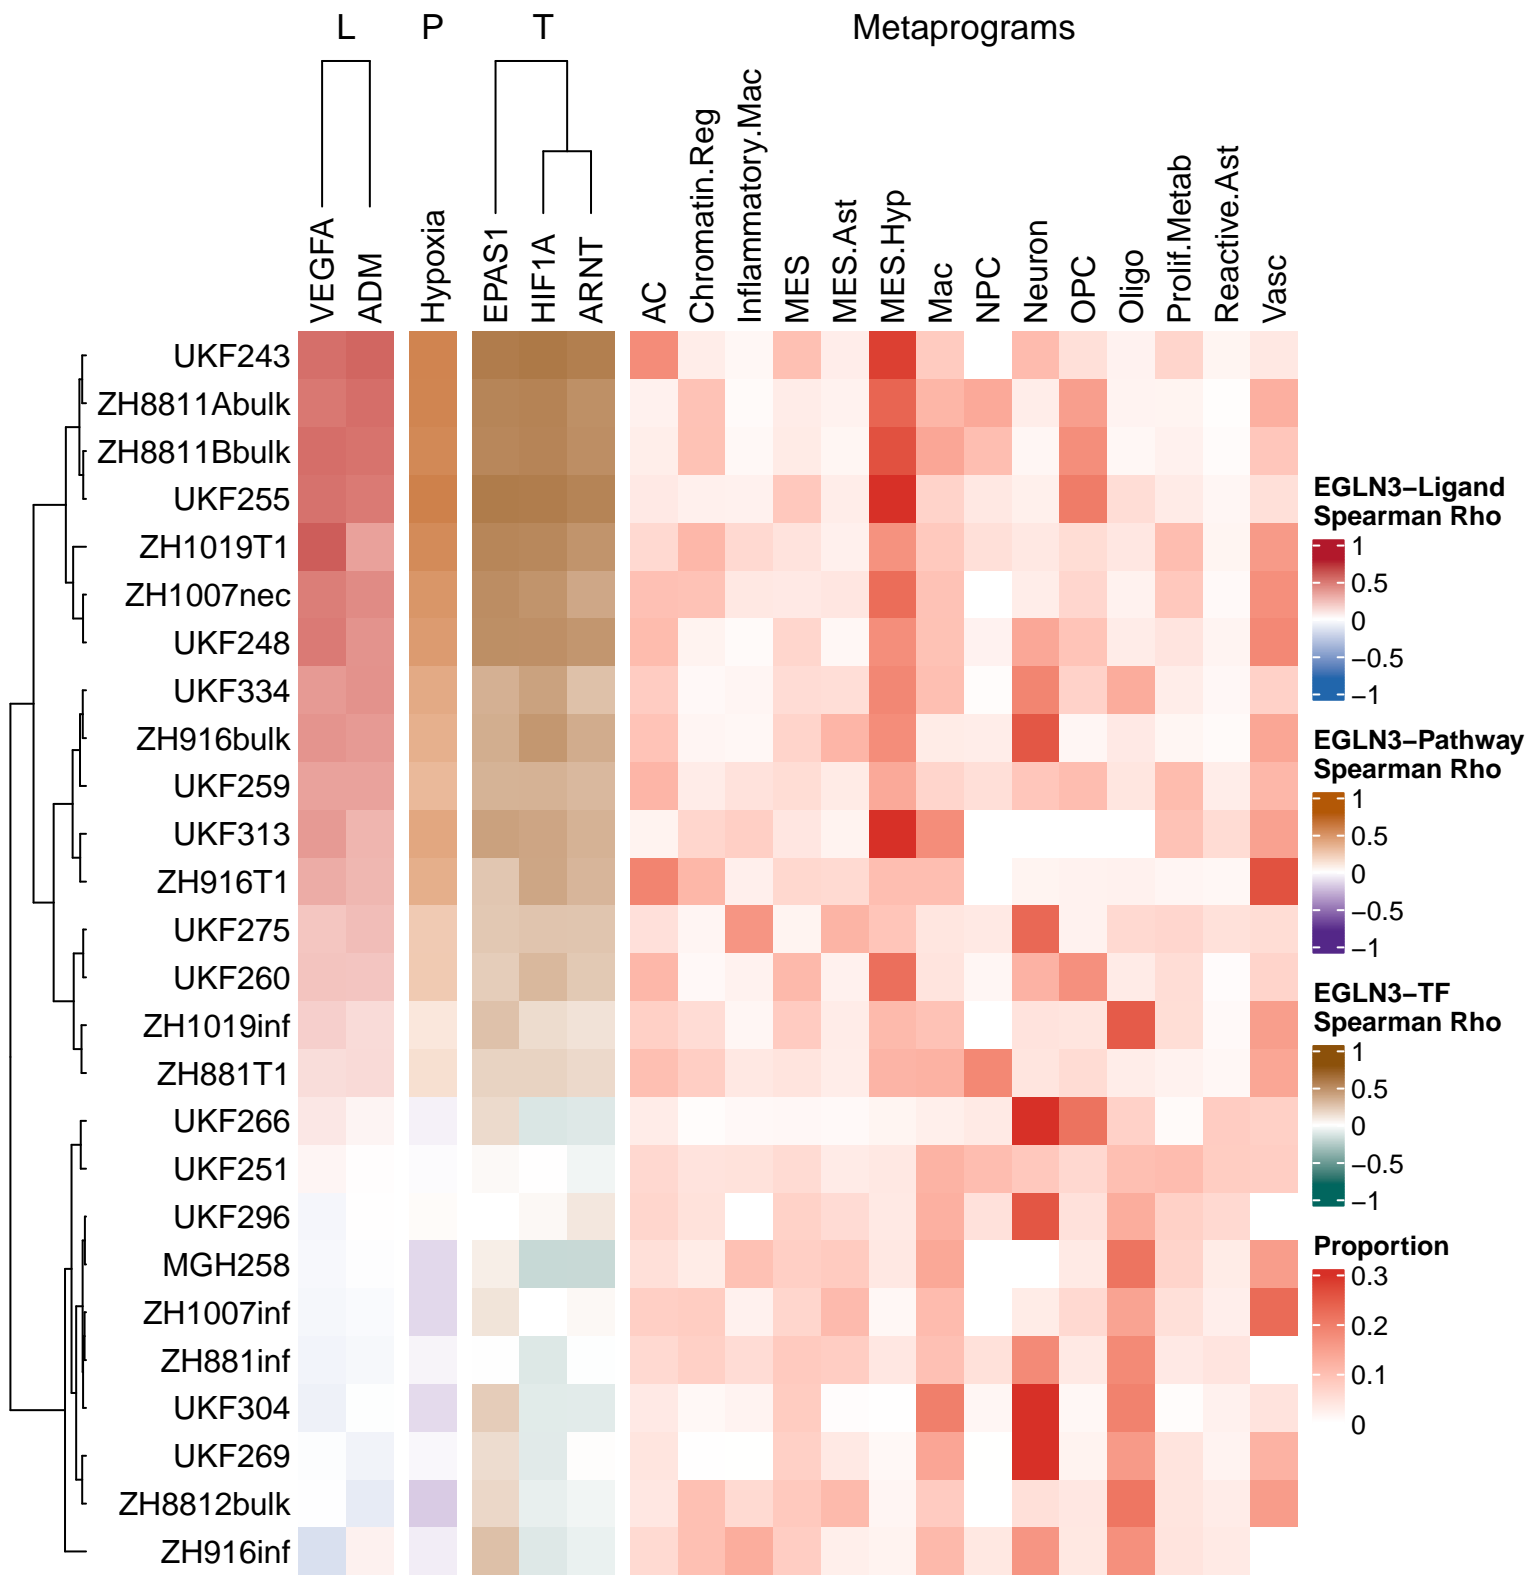 L P T Metaprograms
VEGFA
ADM
Hypoxia
EPAS1
HIF1A
ARNT
AC
Chromatin.Reg
Inflammatory.Mac
MES
MES.Ast
MES.Hyp
Mac
NPC
Neuron
OPC
Oligo
Prolif.Metab
Reactive.Ast
Vasc
UKF243
ZH8811Abulk
ZH8811Bbulk
UKF255
ZH1019T1
ZH1007nec
UKF248
UKF334
ZH916bulk
UKF259
UKF313
ZH916T1
UKF275
UKF260
ZH1019inf
ZH881T1
UKF266
UKF251
UKF296
MGH258
ZH1007inf
ZH881inf
UKF304
UKF269
ZH8812bulk
ZH916inf
EGLN3−Ligand
Spearman Rho
1
0.5
0
−0.5
−1
EGLN3−Pathway
Spearman Rho
1
0.5
0
−0.5
−1
EGLN3−TF
Spearman Rho
1
0.5
0
−0.5
−1
Proportion
0.3
0.2
0.1
0